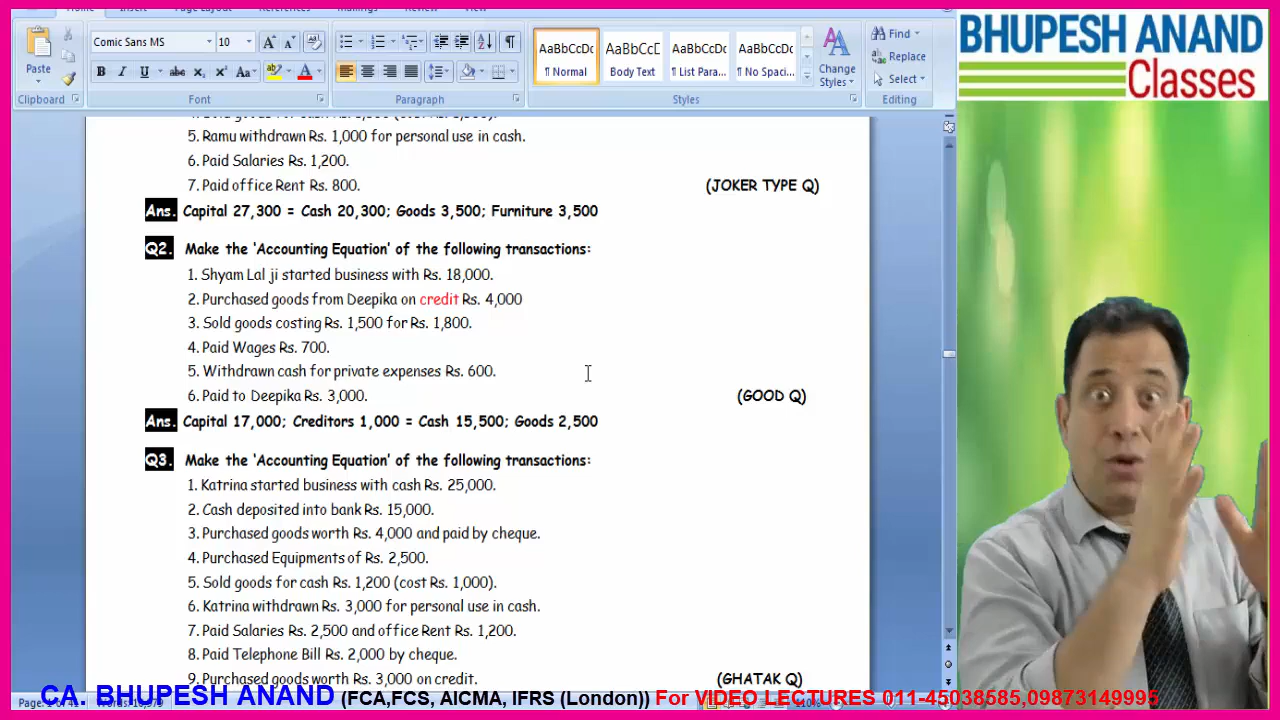 Home Insert Page Layout References Mailings Review View
Comic Sans MS 10
Paste
B I U abc x₂ x² Aa A
AaBbCcDc AaBbCcE AaBbCcDc AaBbCcDc
¶ Normal Body Text ¶ List Para... ¶ No Spaci...
Change Styles
Find
Replace
Select
Clipboard Font Paragraph Styles Editing
BHUPESH ANAND
Classes
5. Ramu withdrawn Rs. 1,000 for personal use in cash.
6. Paid Salaries Rs. 1,200.
7. Paid office Rent Rs. 800. (JOKER TYPE Q)
Ans. Capital 27,300 = Cash 20,300; Goods 3,500; Furniture 3,500
Q2. Make the ‘Accounting Equation’ of the following transactions:
1. Shyam Lal ji started business with Rs. 18,000.
2. Purchased goods from Deepika on credit Rs. 4,000
3. Sold goods costing Rs. 1,500 for Rs. 1,800.
4. Paid Wages Rs. 700.
5. Withdrawn cash for private expenses Rs. 600.
6. Paid to Deepika Rs. 3,000. (GOOD Q)
Ans. Capital 17,000; Creditors 1,000 = Cash 15,500; Goods 2,500
Q3. Make the ‘Accounting Equation’ of the following transactions:
1. Katrina started business with cash Rs. 25,000.
2. Cash deposited into bank Rs. 15,000.
3. Purchased goods worth Rs. 4,000 and paid by cheque.
4. Purchased Equipments of Rs. 2,500.
5. Sold goods for cash Rs. 1,200 (cost Rs. 1,000).
6. Katrina withdrawn Rs. 3,000 for personal use in cash.
7. Paid Salaries Rs. 2,500 and office Rent Rs. 1,200.
8. Paid Telephone Bill Rs. 2,000 by cheque.
9. Purchased goods worth Rs. 3,000 on credit. (GHATAK Q)
CA. BHUPESH ANAND (FCA,FCS, AICMA, IFRS (London)) For VIDEO LECTURES 011-45038585,09873149995